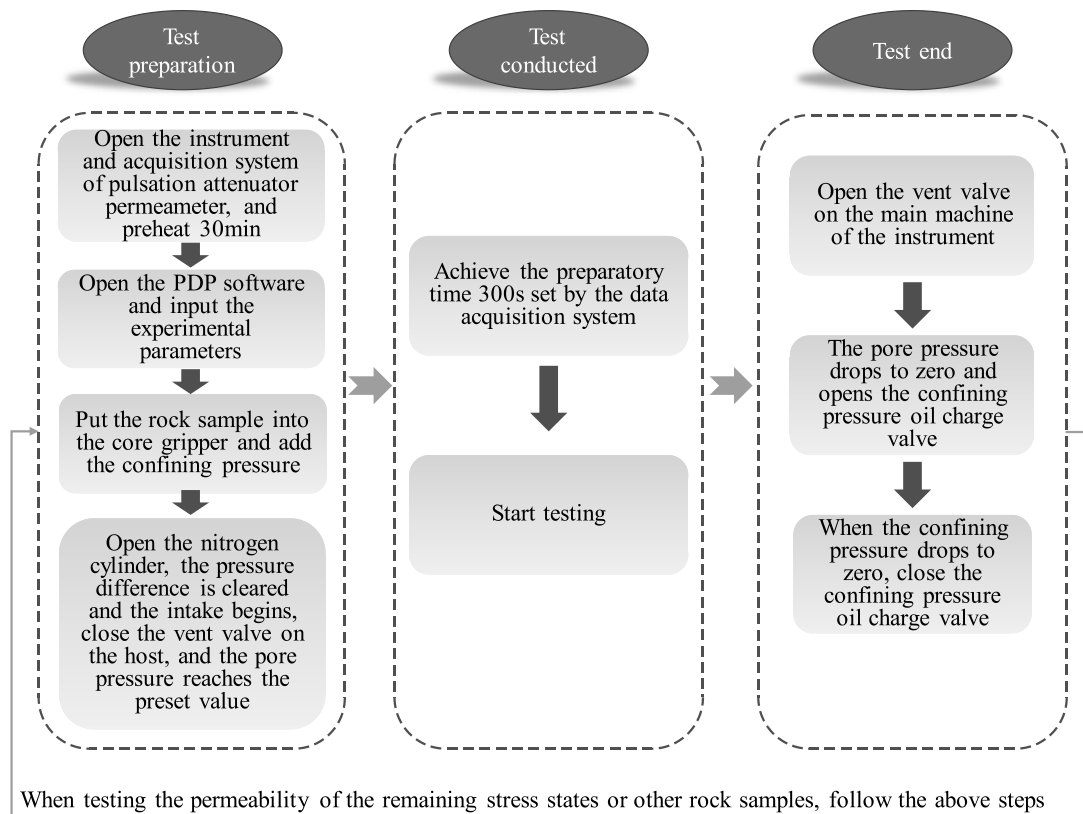 Test
preparation
Test
conducted
Test end
Open the instrument
and acquisition system
of pulsation attenuator
permeameter, and
preheat 30min
Open the PDP software
and input the
experimental
parameters
Put the rock sample into
the core gripper and add
the confining pressure
Open the nitrogen
cylinder, the pressure
difference is cleared
and the intake begins,
close the vent valve on
the host, and the pore
pressure reaches the
preset value
Achieve the preparatory
time 300s set by the data
acquisition system
Start testing
Open the vent valve
on the main machine
of the instrument
The pore pressure
drops to zero and
opens the confining
pressure oil charge
valve
When the confining
pressure drops to
zero, close the
confining pressure
oil charge valve
When testing the permeability of the remaining stress states or other rock samples, follow the above steps